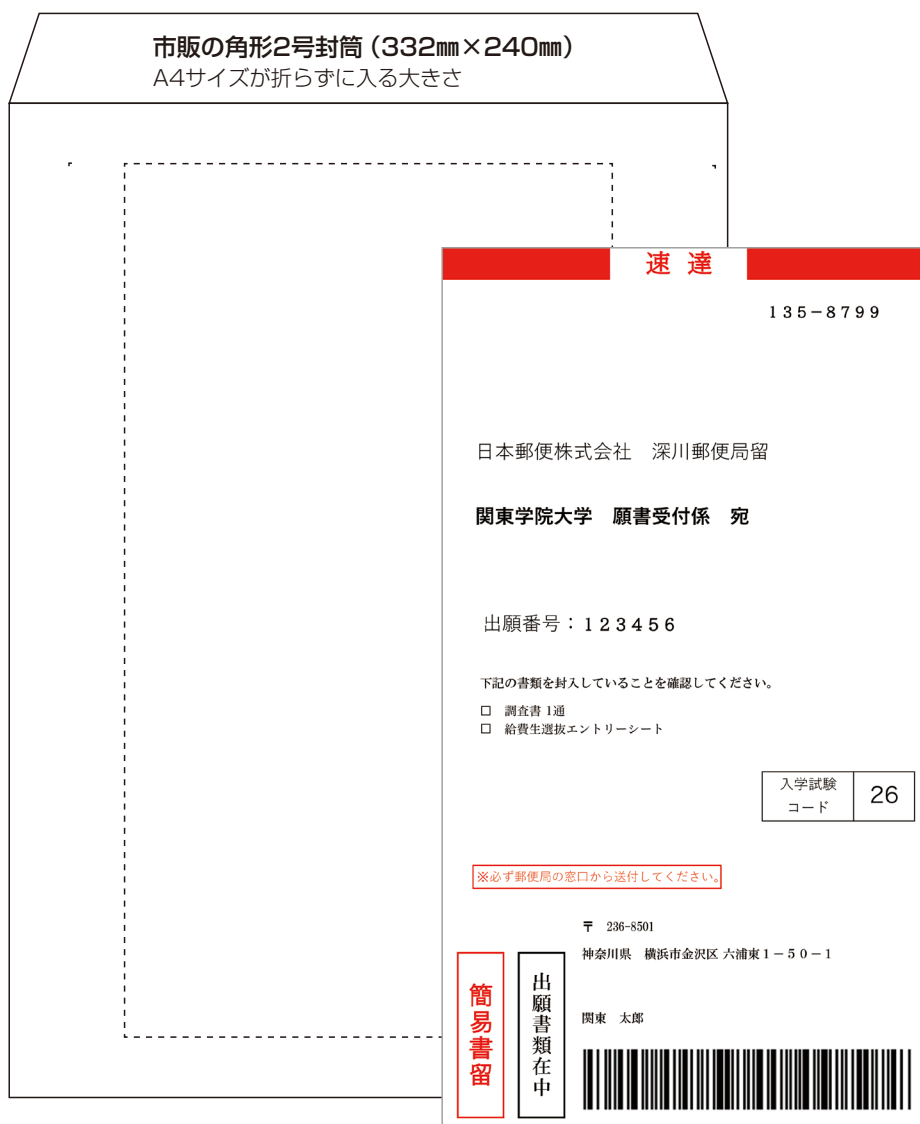 市販の角形2号封筒（332㎜×240㎜）
A4サイズが折らずに入る大きさ
速 達
135−8799
日本郵便株式会社　深川郵便局留
関東学院大学　願書受付係　宛
出願番号：123456
下記の書類を封入していることを確認してください。
□　調査書 1通
□　給費生選抜エントリーシート
入学試験
コード
26
※必ず郵便局の窓口から送付してください。
〒　236-8501
神奈川県　横浜市金沢区 六浦東１−５０−１
関東　太郎
簡易書留
出願書類在中